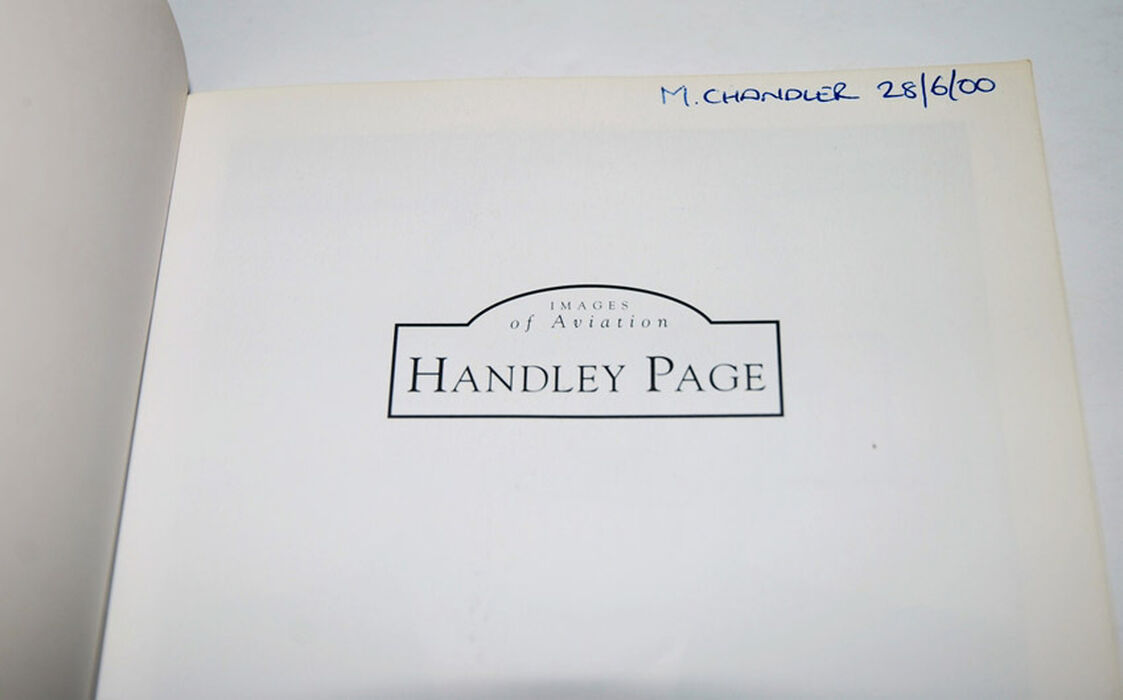 M. CHANDLER 28/6/00
IMAGES
of Aviation
HANDLEY PAGE